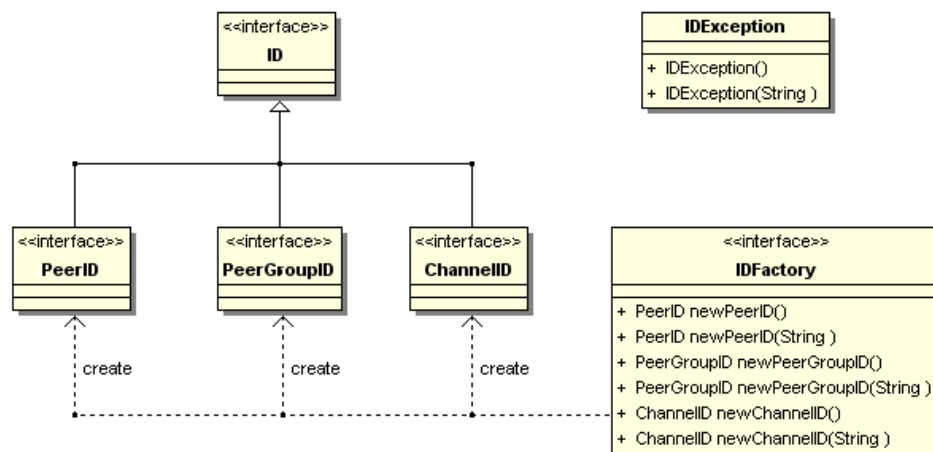 <<interface>>
ID
IDException
+ IDException()
+ IDException(String )
<<interface>>
PeerID
<<interface>>
PeerGroupID
<<interface>>
ChannelID
<<interface>>
IDFactory
+ PeerID newPeerID()
+ PeerID newPeerID(String )
+ PeerGroupID newPeerGroupID()
+ PeerGroupID newPeerGroupID(String )
+ ChannelID newChannelID()
+ ChannelID newChannelID(String )
create
create
create